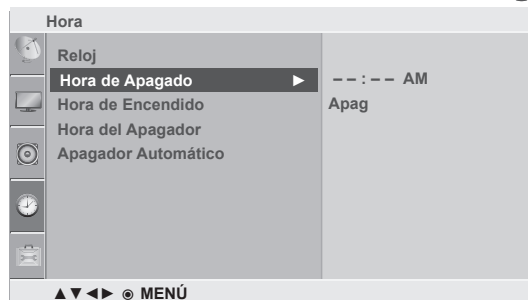 Hora
Reloj
Hora de Apagado ► – – : – – AM
Hora de Encendido Apag
Hora del Apagador
Apagador Automático
▲▼◄► ◉ MENÚ